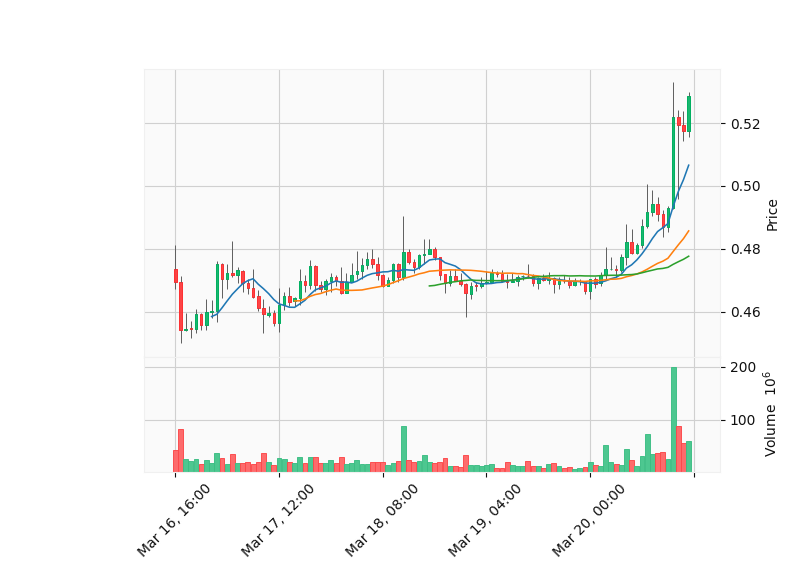 0.52
0.50
0.48
0.46
Price
200
100
Volume 10^6
Mar 16, 16:00
Mar 17, 12:00
Mar 18, 08:00
Mar 19, 04:00
Mar 20, 00:00